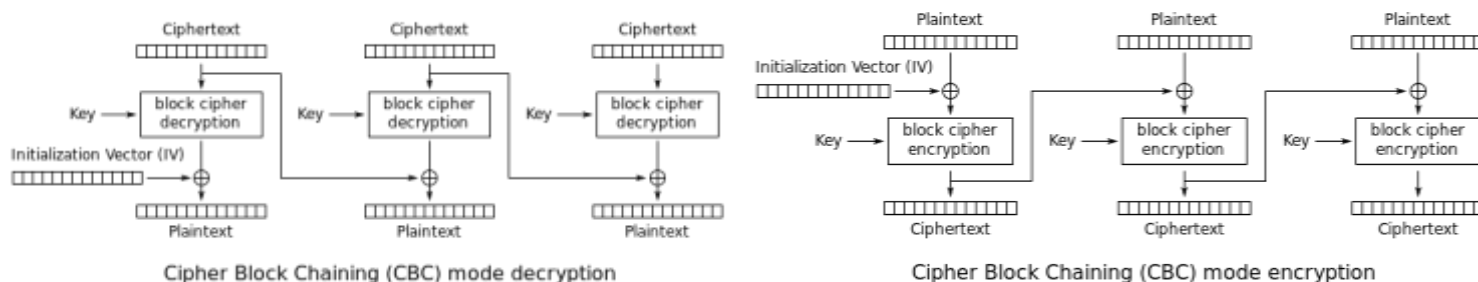 Ciphertext
Ciphertext
Ciphertext
Key
block cipher
decryption
Key
block cipher
decryption
Key
block cipher
decryption
Initialization Vector (IV)
Plaintext
Plaintext
Plaintext
Cipher Block Chaining (CBC) mode decryption
Plaintext
Plaintext
Plaintext
Initialization Vector (IV)
Key
block cipher
encryption
Key
block cipher
encryption
Key
block cipher
encryption
Ciphertext
Ciphertext
Ciphertext
Cipher Block Chaining (CBC) mode encryption